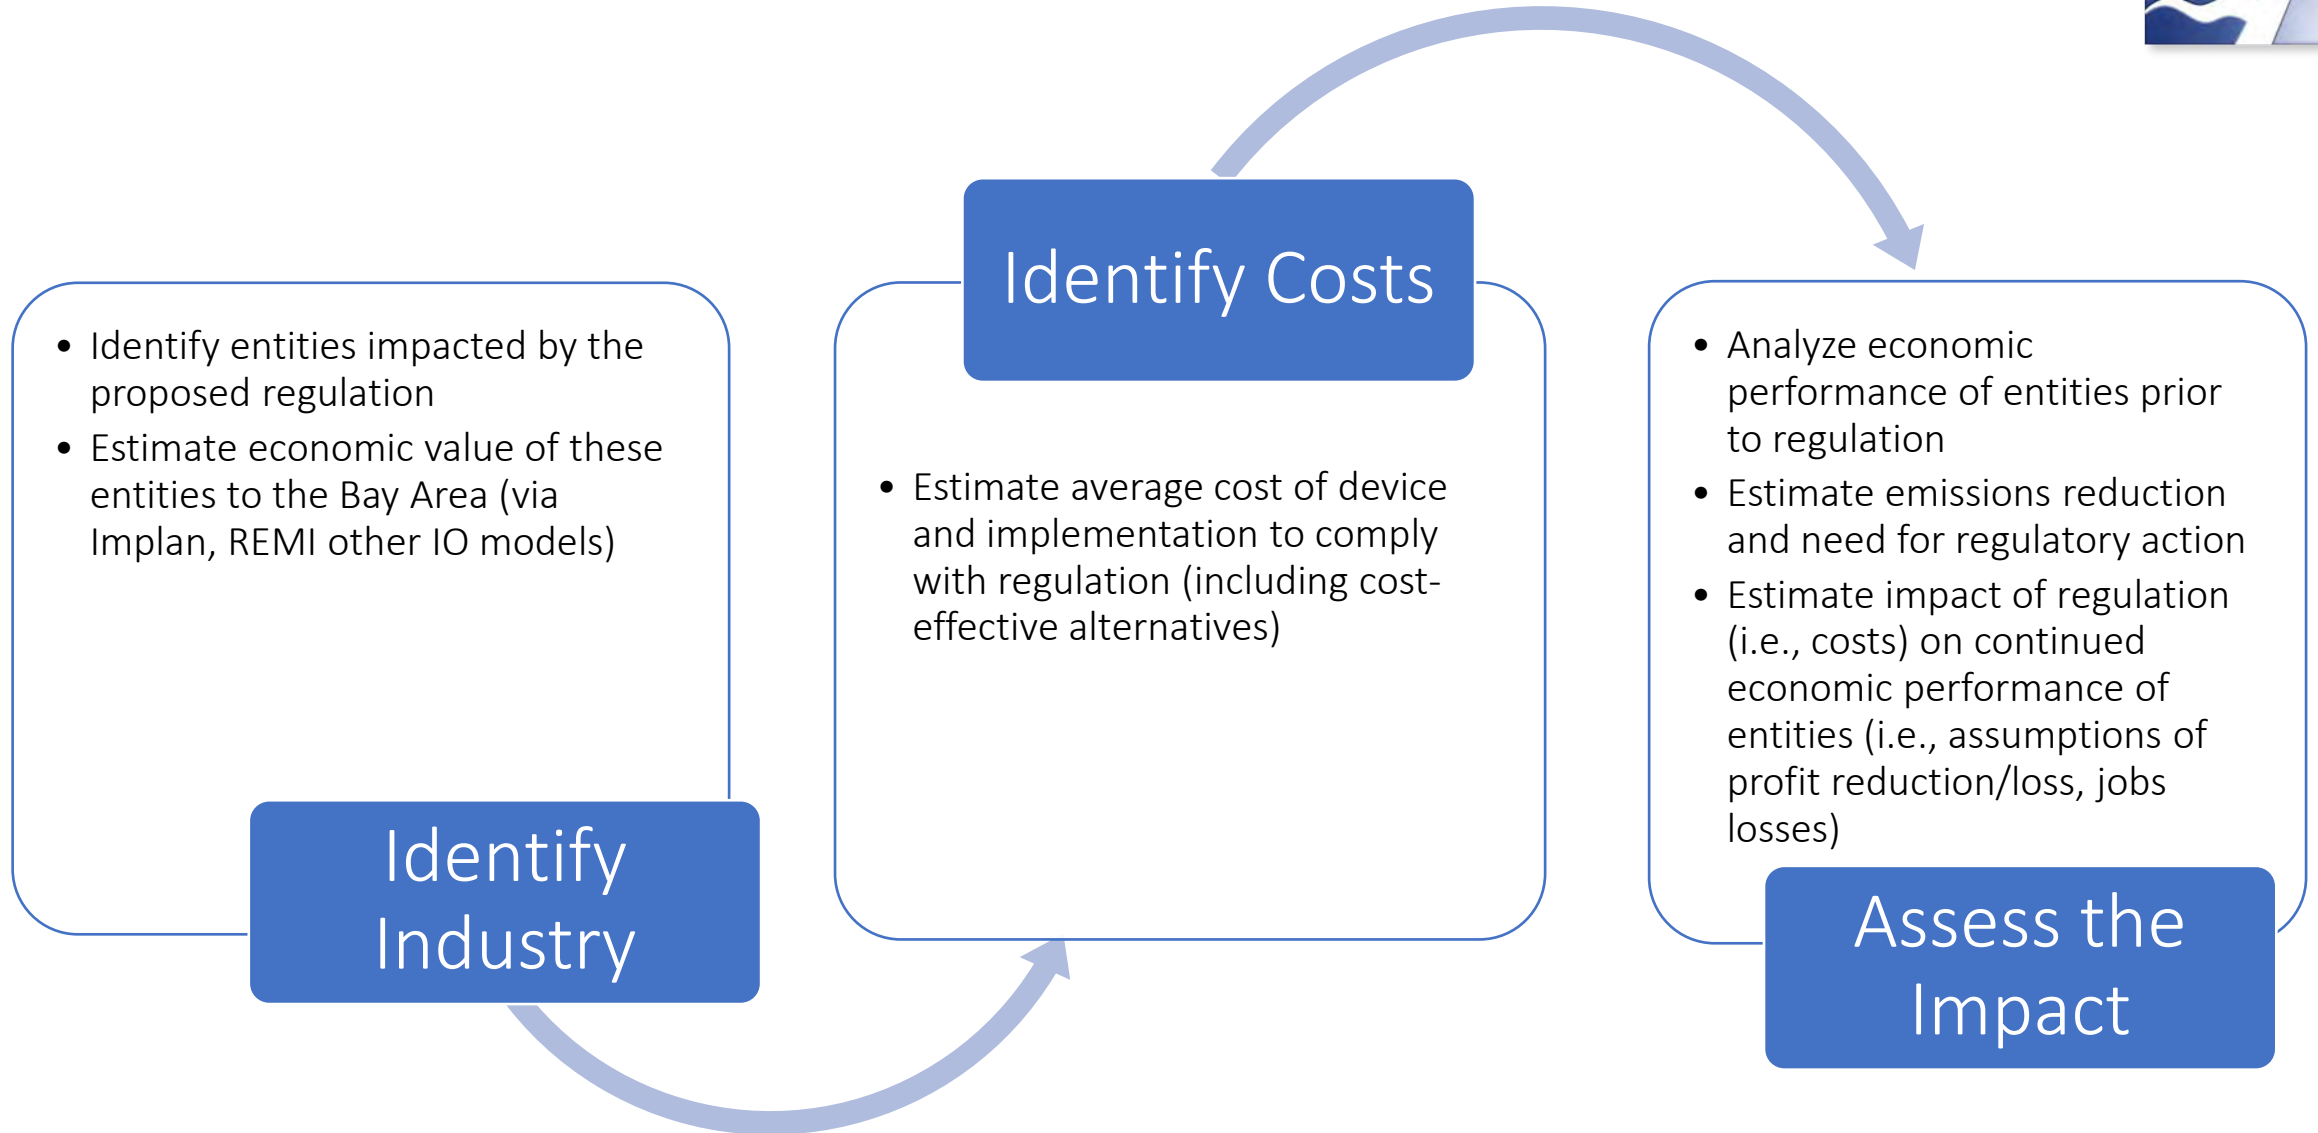 • Identify entities impacted by the
proposed regulation
• Estimate economic value of these
entities to the Bay Area (via
Implan, REMI other IO models)
Identify
Industry
Identify Costs
• Estimate average cost of device
and implementation to comply
with regulation (including cost-
effective alternatives)
• Analyze economic
performance of entities prior
to regulation
• Estimate emissions reduction
and need for regulatory action
• Estimate impact of regulation
(i.e., costs) on continued
economic performance of
entities (i.e., assumptions of
profit reduction/loss, jobs
losses)
Assess the
Impact